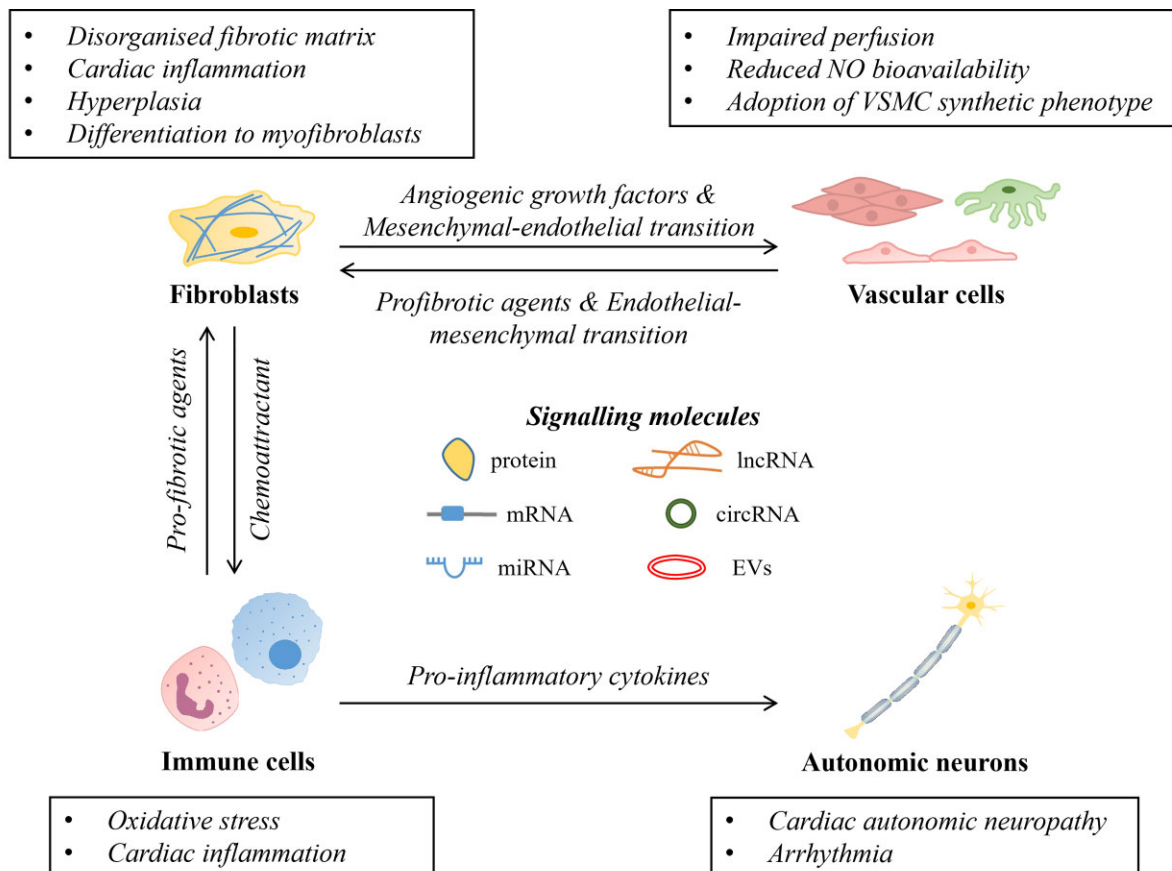 • Disorganised fibrotic matrix
• Cardiac inflammation
• Hyperplasia
• Differentiation to myofibroblasts
• Impaired perfusion
• Reduced NO bioavailability
• Adoption of VSMC synthetic phenotype
Angiogenic growth factors &
Mesenchymal-endothelial transition
Fibroblasts
Vascular cells
Profibrotic agents & Endothelial-
mesenchymal transition
Pro-fibrotic agents
Chemoattractant
Signalling molecules
protein
lncRNA
mRNA
circRNA
miRNA
EVs
Pro-inflammatory cytokines
Immune cells
Autonomic neurons
• Oxidative stress
• Cardiac inflammation
• Cardiac autonomic neuropathy
• Arrhythmia